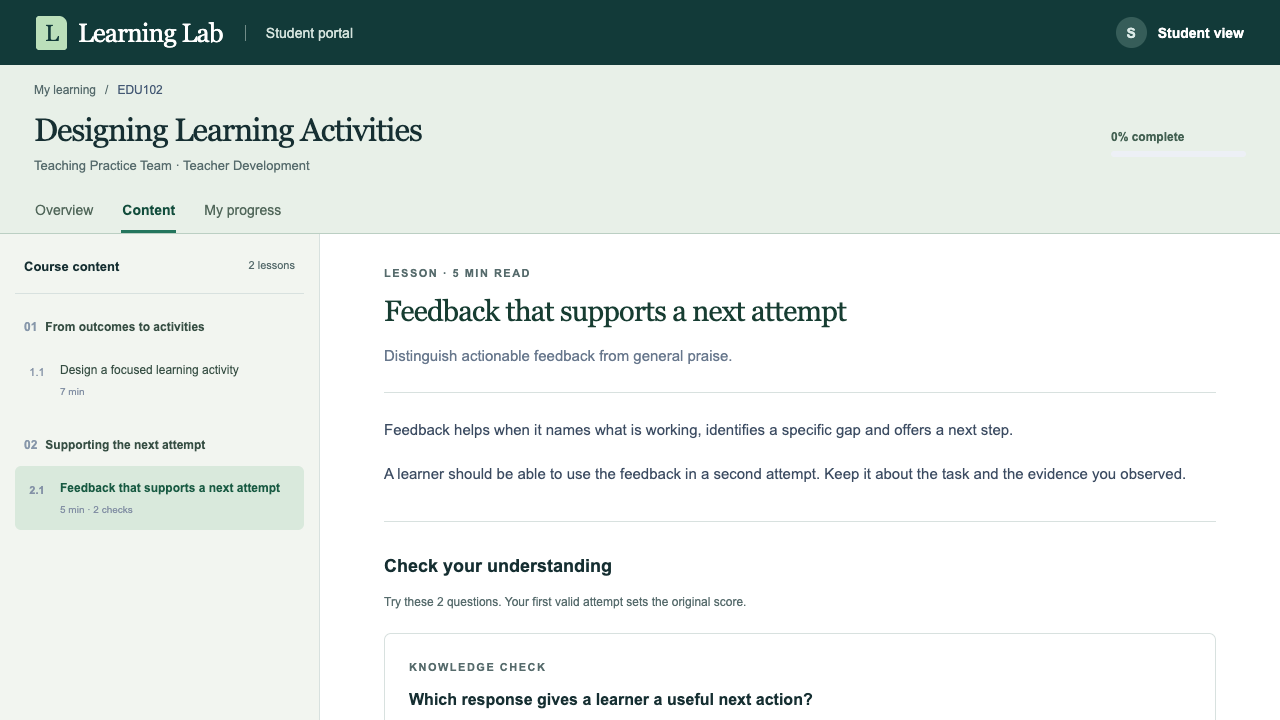 L Learning Lab
Student portal
S Student view
My learning / EDU102
Designing Learning Activities
Teaching Practice Team · Teacher Development
0% complete
Overview Content My progress
Course content 2 lessons
01 From outcomes to activities
1.1 Design a focused learning activity
7 min
02 Supporting the next attempt
2.1 Feedback that supports a next attempt
5 min · 2 checks
LESSON · 5 MIN READ
Feedback that supports a next attempt
Distinguish actionable feedback from general praise.
Feedback helps when it names what is working, identifies a specific gap and offers a next step.
A learner should be able to use the feedback in a second attempt. Keep it about the task and the evidence you observed.
Check your understanding
Try these 2 questions. Your first valid attempt sets the original score.
KNOWLEDGE CHECK
Which response gives a learner a useful next action?